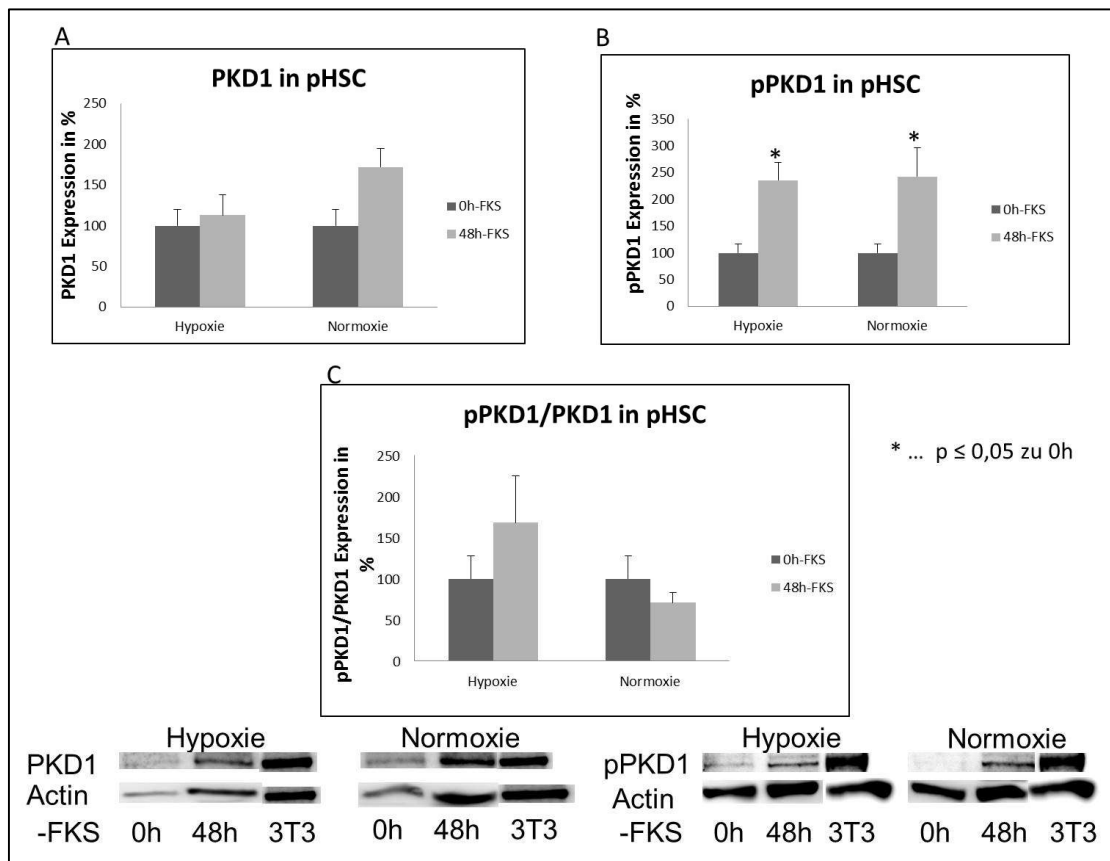 A
PKD1 in pHSC
PKD1 Expression in %
250
200
150
100
50
0
Hypoxie
Normoxie
0h-FKS
48h-FKS
B
pPKD1 in pHSC
pPKD1 Expression in %
350
300
250
200
150
100
50
0
*
*
Hypoxie
Normoxie
0h-FKS
48h-FKS
C
pPKD1/PKD1 in pHSC
pPKD1/PKD1 Expression in
%
250
200
150
100
50
0
Hypoxie
Normoxie
0h-FKS
48h-FKS
* ... p ≤ 0,05 zu 0h
Hypoxie Normoxie
PKD1
Actin
-FKS 0h 48h 3T3 0h 48h 3T3
Hypoxie Normoxie
pPKD1
Actin
-FKS 0h 48h 3T3 0h 48h 3T3